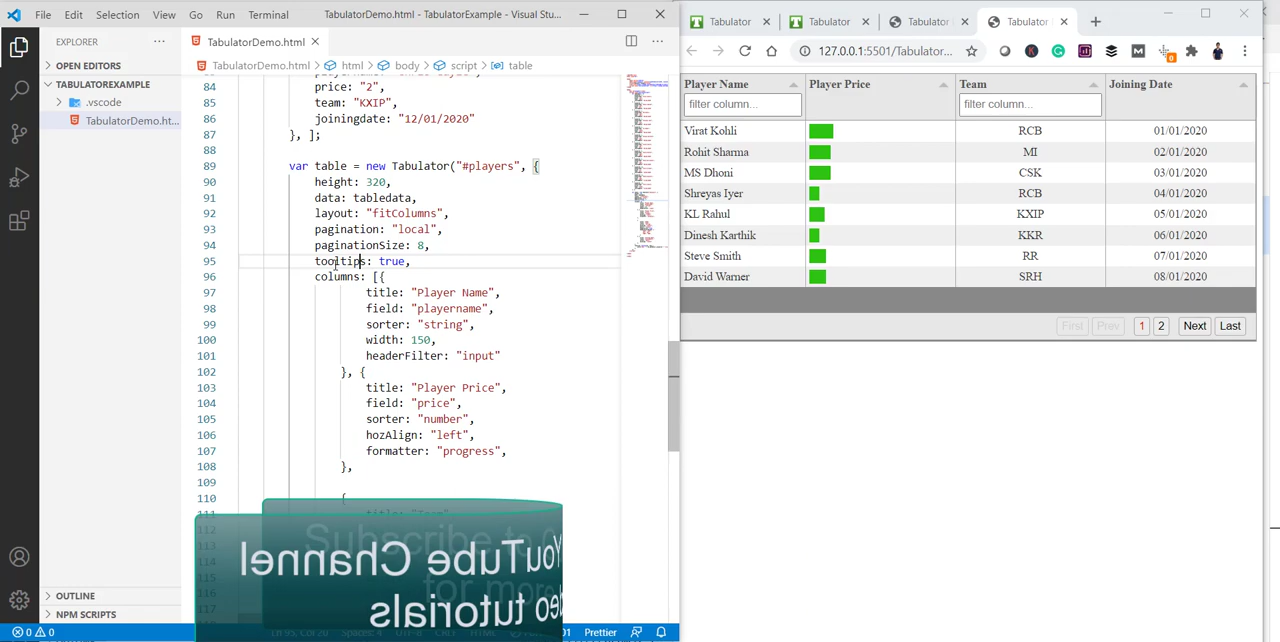 File Edit Selection View Go Run Terminal TabulatorDemo.html - TabulatorExample - Visual Stu...
EXPLORER
OPEN EDITORS
TABULATOREXAMPLE
.vscode
TabulatorDemo.ht...
OUTLINE
NPM SCRIPTS
0 0
TabulatorDemo.html
TabulatorDemo.html > html > body > script > table
84 price: "2",
85 team: "KXIP",
86 joiningdate: "12/01/2020"
87 }, ];
88
89 var table = new Tabulator("#players", {
90 height: 320,
91 data: tabledata,
92 layout: "fitColumns",
93 pagination: "local",
94 paginationSize: 8,
95 tooltips: true,
96 columns: [{
97 title: "Player Name",
98 field: "playername",
99 sorter: "string",
100 width: 150,
101 headerFilter: "input"
102 }, {
103 title: "Player Price",
104 field: "price",
105 sorter: "number",
106 hozAlign: "left",
107 formatter: "progress",
108 },
109
110 {
Subscribe to
YouTube Channel
for more
tutorials
Prettier
Tabulator Tabulator Tabulator Tabulator
127.0.0.1:5501/Tabulator...
Player Name Player Price Team Joining Date
filter column... filter column...
Virat Kohli RCB 01/01/2020
Rohit Sharma MI 02/01/2020
MS Dhoni CSK 03/01/2020
Shreyas Iyer RCB 04/01/2020
KL Rahul KXIP 05/01/2020
Dinesh Karthik KKR 06/01/2020
Steve Smith RR 07/01/2020
David Warner SRH 08/01/2020
First Prev 1 2 Next Last